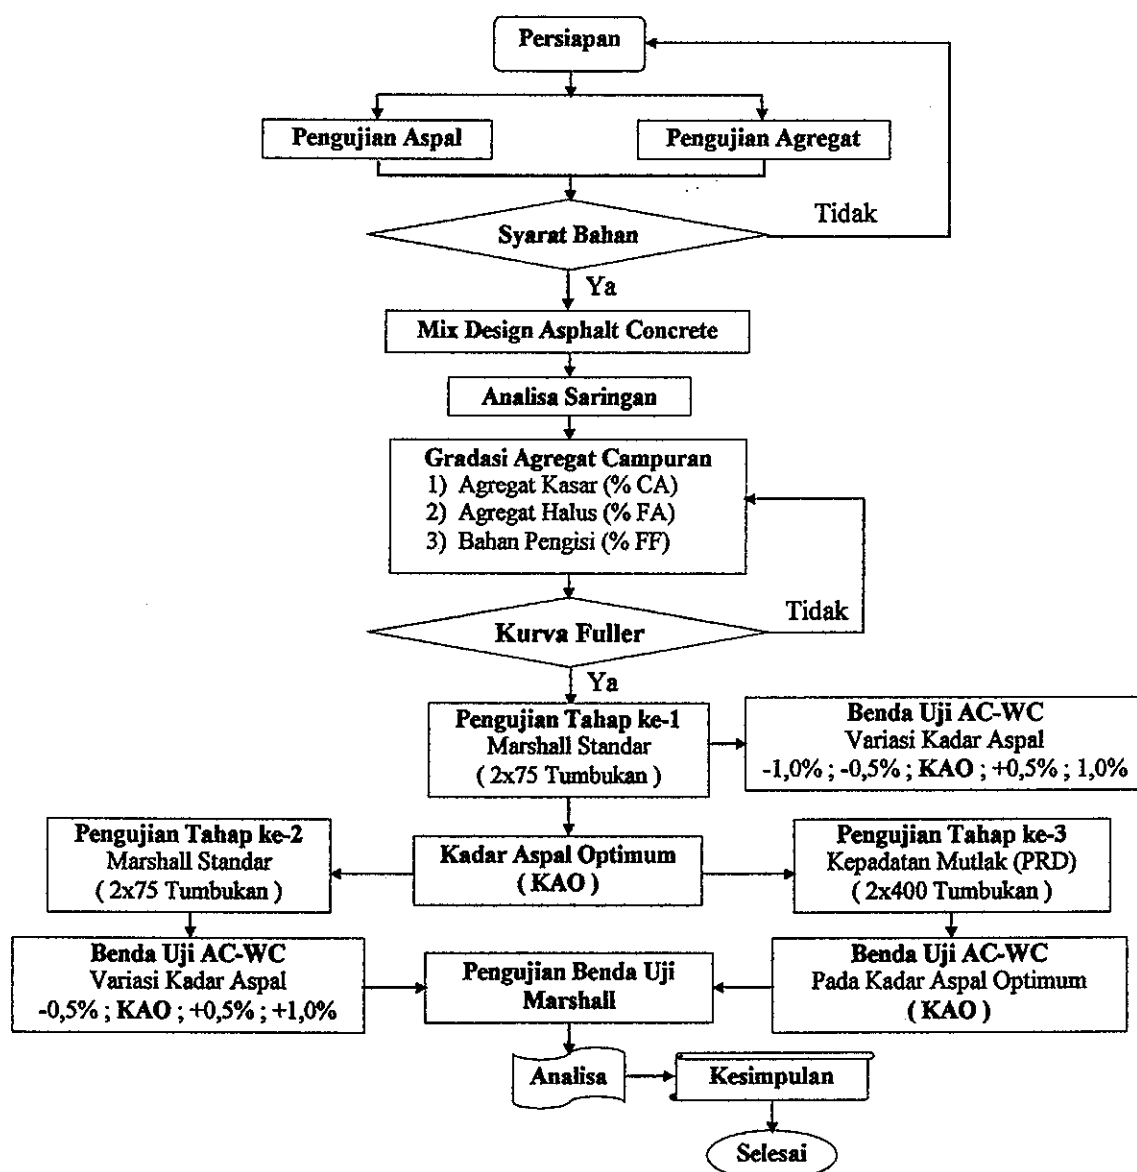 Persiapan
Pengujian Aspal
Pengujian Agregat
Syarat Bahan
Tidak
Ya
Mix Design Asphalt Concrete
Analisa Saringan
Gradasi Agregat Campuran
1) Agregat Kasar (% CA)
2) Agregat Halus (% FA)
3) Bahan Pengisi (% FF)
Kurva Fuller
Tidak
Ya
Pengujian Tahap ke-1
Marshall Standar
( 2x75 Tumbukan )
Benda Uji AC-WC
Variasi Kadar Aspal
-1,0% ; -0,5% ; KAO ; +0,5% ; 1,0%
Pengujian Tahap ke-2
Marshall Standar
( 2x75 Tumbukan )
Kadar Aspal Optimum
( KAO )
Pengujian Tahap ke-3
Kepadatan Mutlak (PRD)
( 2x400 Tumbukan )
Benda Uji AC-WC
Variasi Kadar Aspal
-0,5% ; KAO ; +0,5% ; +1,0%
Pengujian Benda Uji
Marshall
Benda Uji AC-WC
Pada Kadar Aspal Optimum
( KAO )
Analisa
Kesimpulan
Selesai